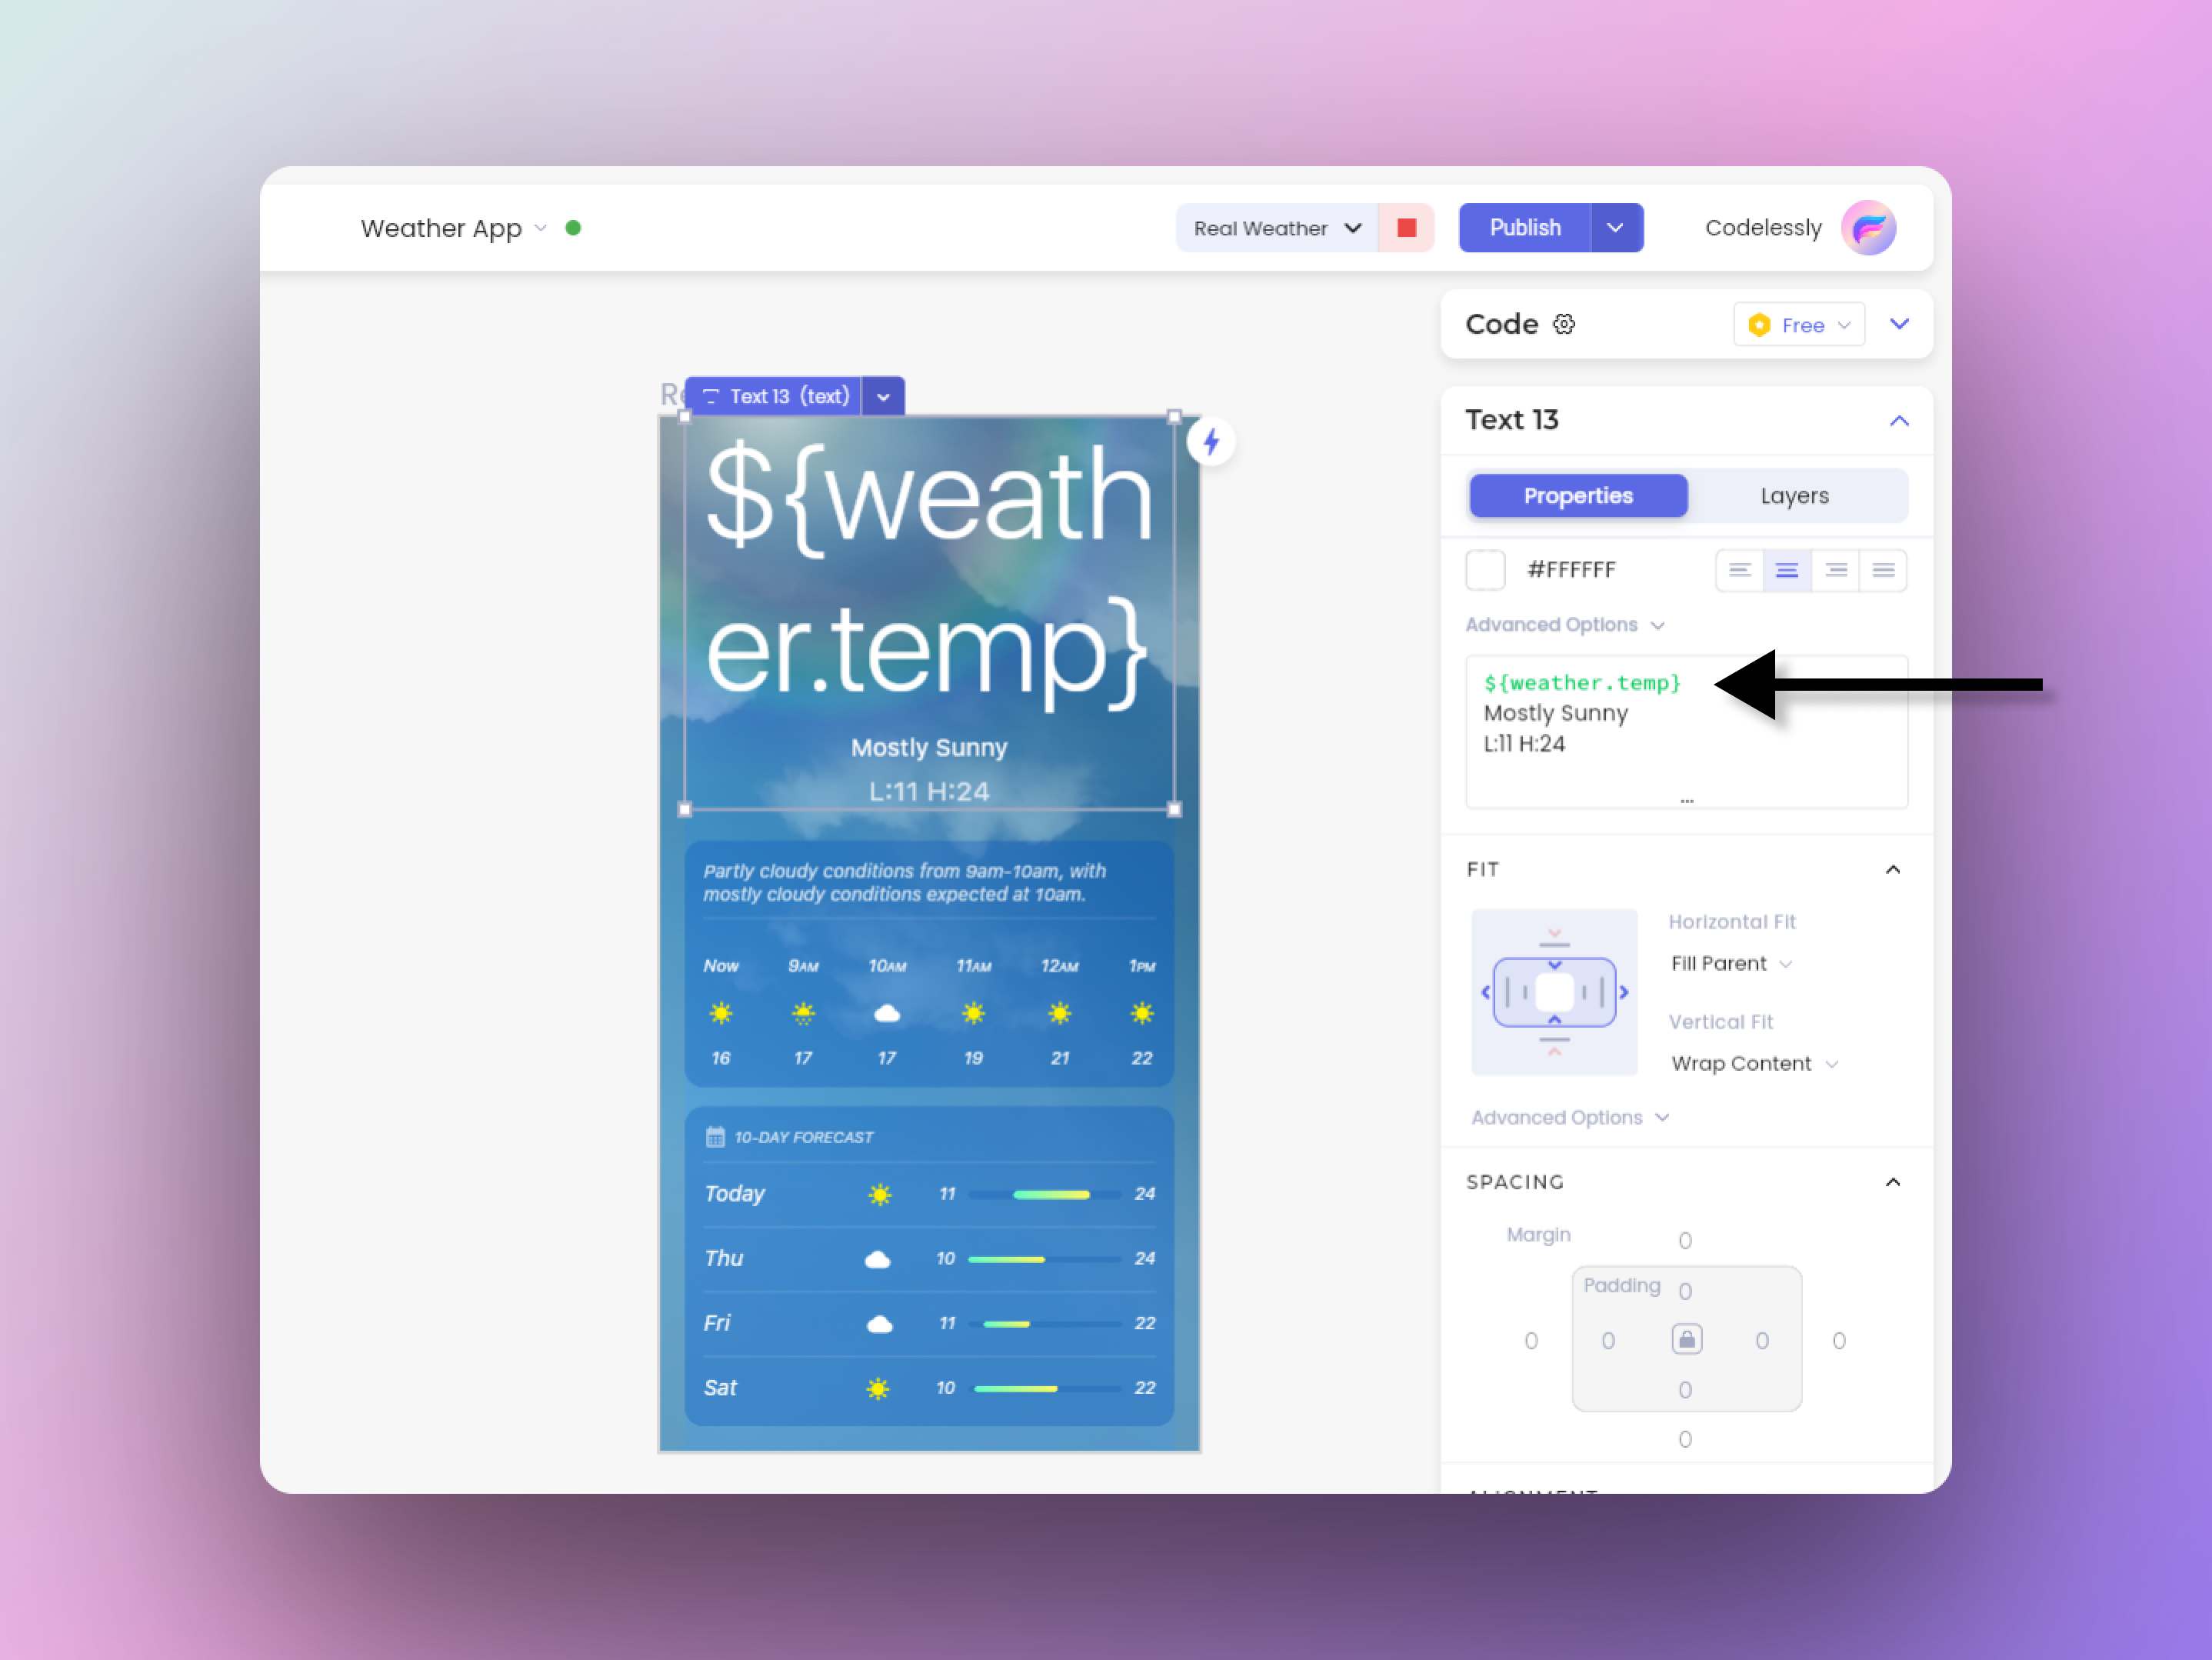 Weather App
Real Weather
Publish
Codelessly
Code
Free
Text 13 (text)
Text 13
Properties
Layers
#FFFFFF
Advanced Options
${weather.temp}
Mostly Sunny
L:11 H:24
...
${weath
er.temp}
Mostly Sunny
L:11 H:24
Partly cloudy conditions from 9am-10am, with
mostly cloudy conditions expected at 10am.
Now 9AM 10AM 11AM 12AM 1PM
16 17 17 19 21 22
10-DAY FORECAST
Today 11 24
Thu 10 24
Fri 11 22
Sat 10 22
FIT
Horizontal Fit
Fill Parent
Vertical Fit
Wrap Content
Advanced Options
SPACING
Margin
0
Padding 0
0 0 0 0
0
0